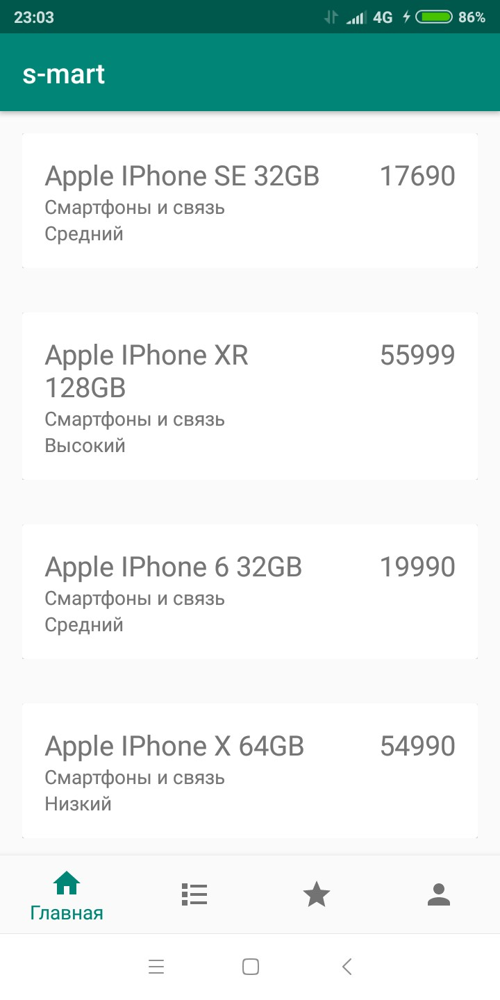 23:03 4G 86%
s-mart
Apple IPhone SE 32GB 17690
Смартфоны и связь
Средний
Apple IPhone XR 55999
128GB
Смартфоны и связь
Высокий
Apple IPhone 6 32GB 19990
Смартфоны и связь
Средний
Apple IPhone X 64GB 54990
Смартфоны и связь
Низкий
Главная